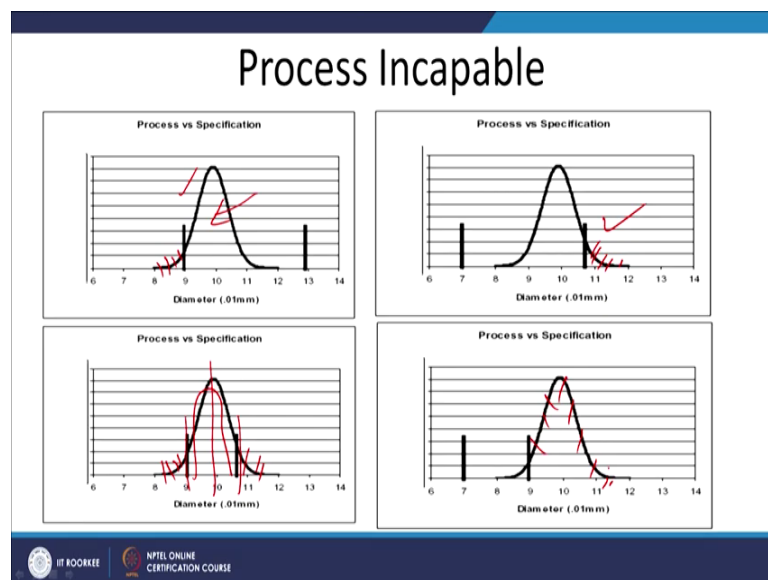 Process Incapable
Process vs Specification
6 7 8 9 10 11 12 13 14
Diameter (.01mm)
Process vs Specification
6 7 8 9 10 11 12 13 14
Diameter (.01mm)
Process vs Specification
6 7 8 9 10 11 12 13 14
Diameter (.01mm)
Process vs Specification
6 7 8 9 10 11 12 13 14
Diameter (.01mm)
IIT ROORKEE
NPTEL ONLINE
CERTIFICATION COURSE